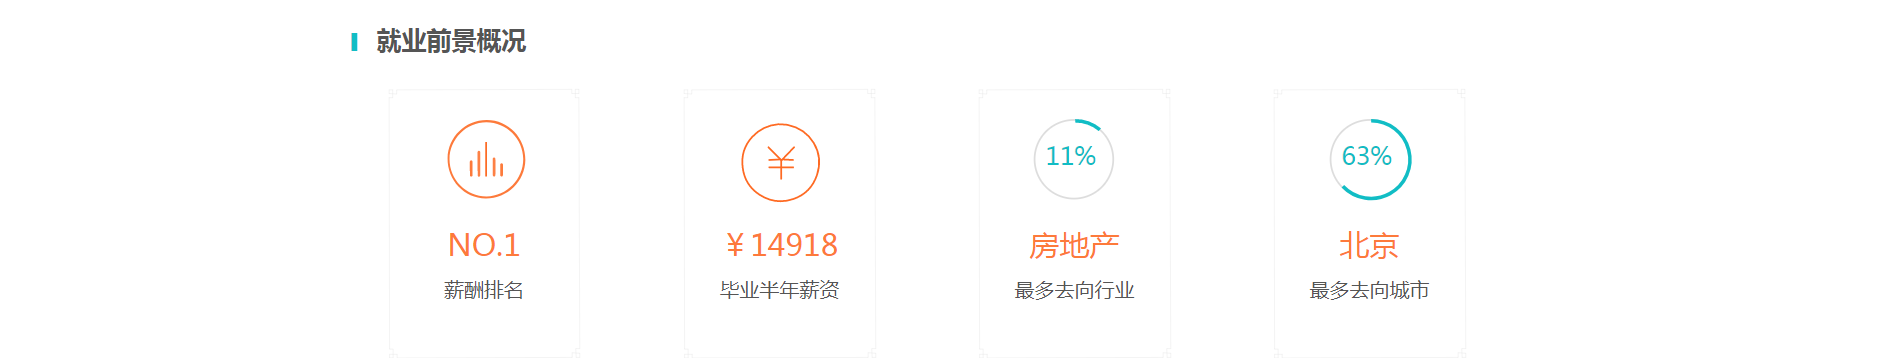 就业前景概况
11%
63%
NO.1
￥14918
房地产
北京
薪酬排名
毕业半年薪资
最多去向行业
最多去向城市